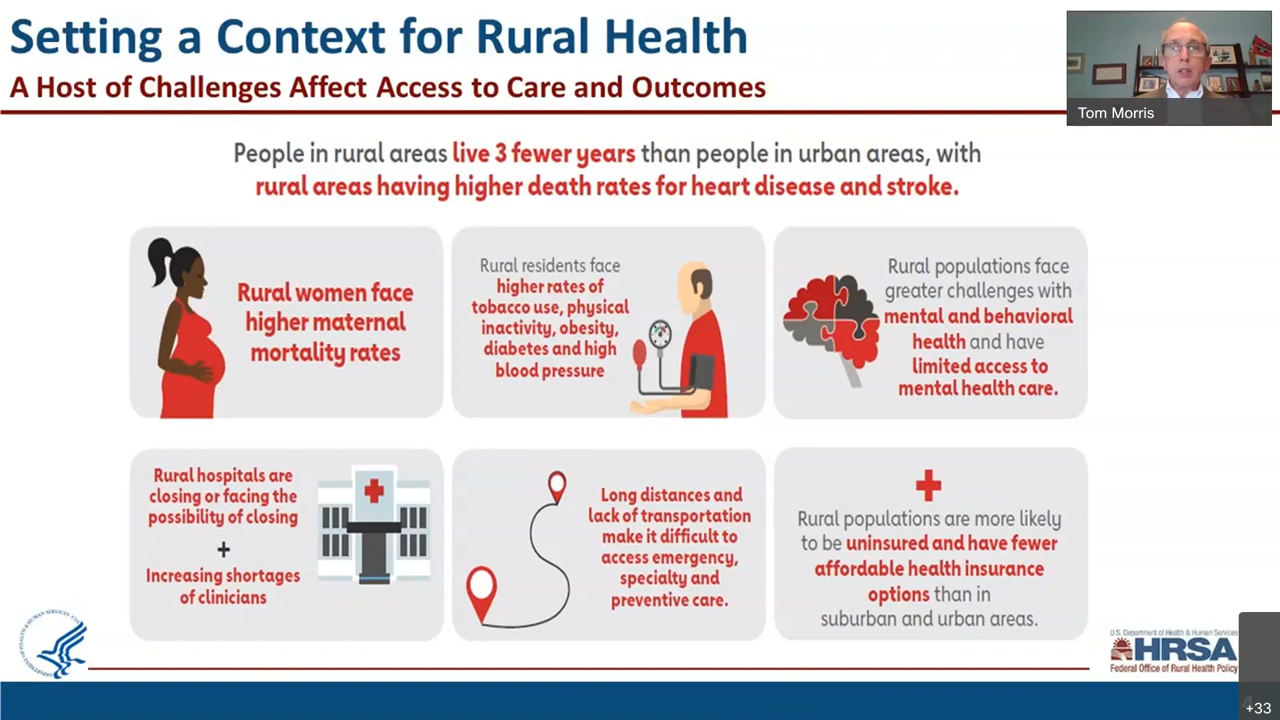 Setting a Context for Rural Health
A Host of Challenges Affect Access to Care and Outcomes
Tom Morris
People in rural areas live 3 fewer years than people in urban areas, with
rural areas having higher death rates for heart disease and stroke.
Rural women face
higher maternal
mortality rates
Rural residents face
higher rates of
tobacco use, physical
inactivity, obesity,
diabetes and high
blood pressure
Rural populations face
greater challenges with
mental and behavioral
health and have
limited access to
mental health care.
Rural hospitals are
closing or facing the
possibility of closing
+
Increasing shortages
of clinicians
Long distances and
lack of transportation
make it difficult to
access emergency,
specialty and
preventive care.
Rural populations are more likely
to be uninsured and have fewer
affordable health insurance
options than in
suburban and urban areas.
U.S. Department of Health & Human Services
HRSA
Federal Office of Rural Health Policy
+33